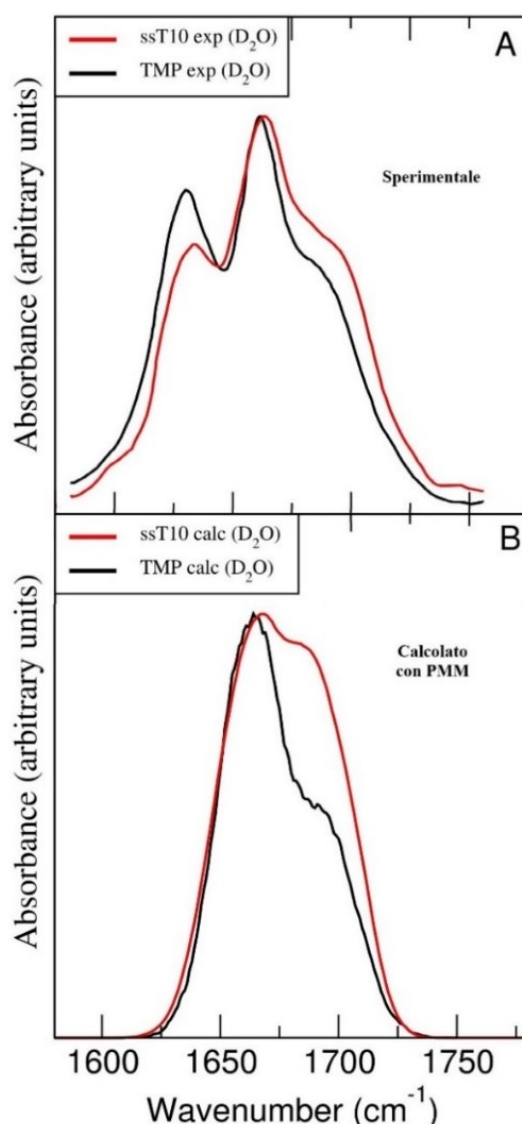 ssT10 exp (D₂O)
TMP exp (D₂O)
A
Sperimentale
Absorbance (arbitrary units)
ssT10 calc (D₂O)
TMP calc (D₂O)
B
Calcolato
con PMM
Absorbance (arbitrary units)
1600 1650 1700 1750
Wavenumber (cm⁻¹)